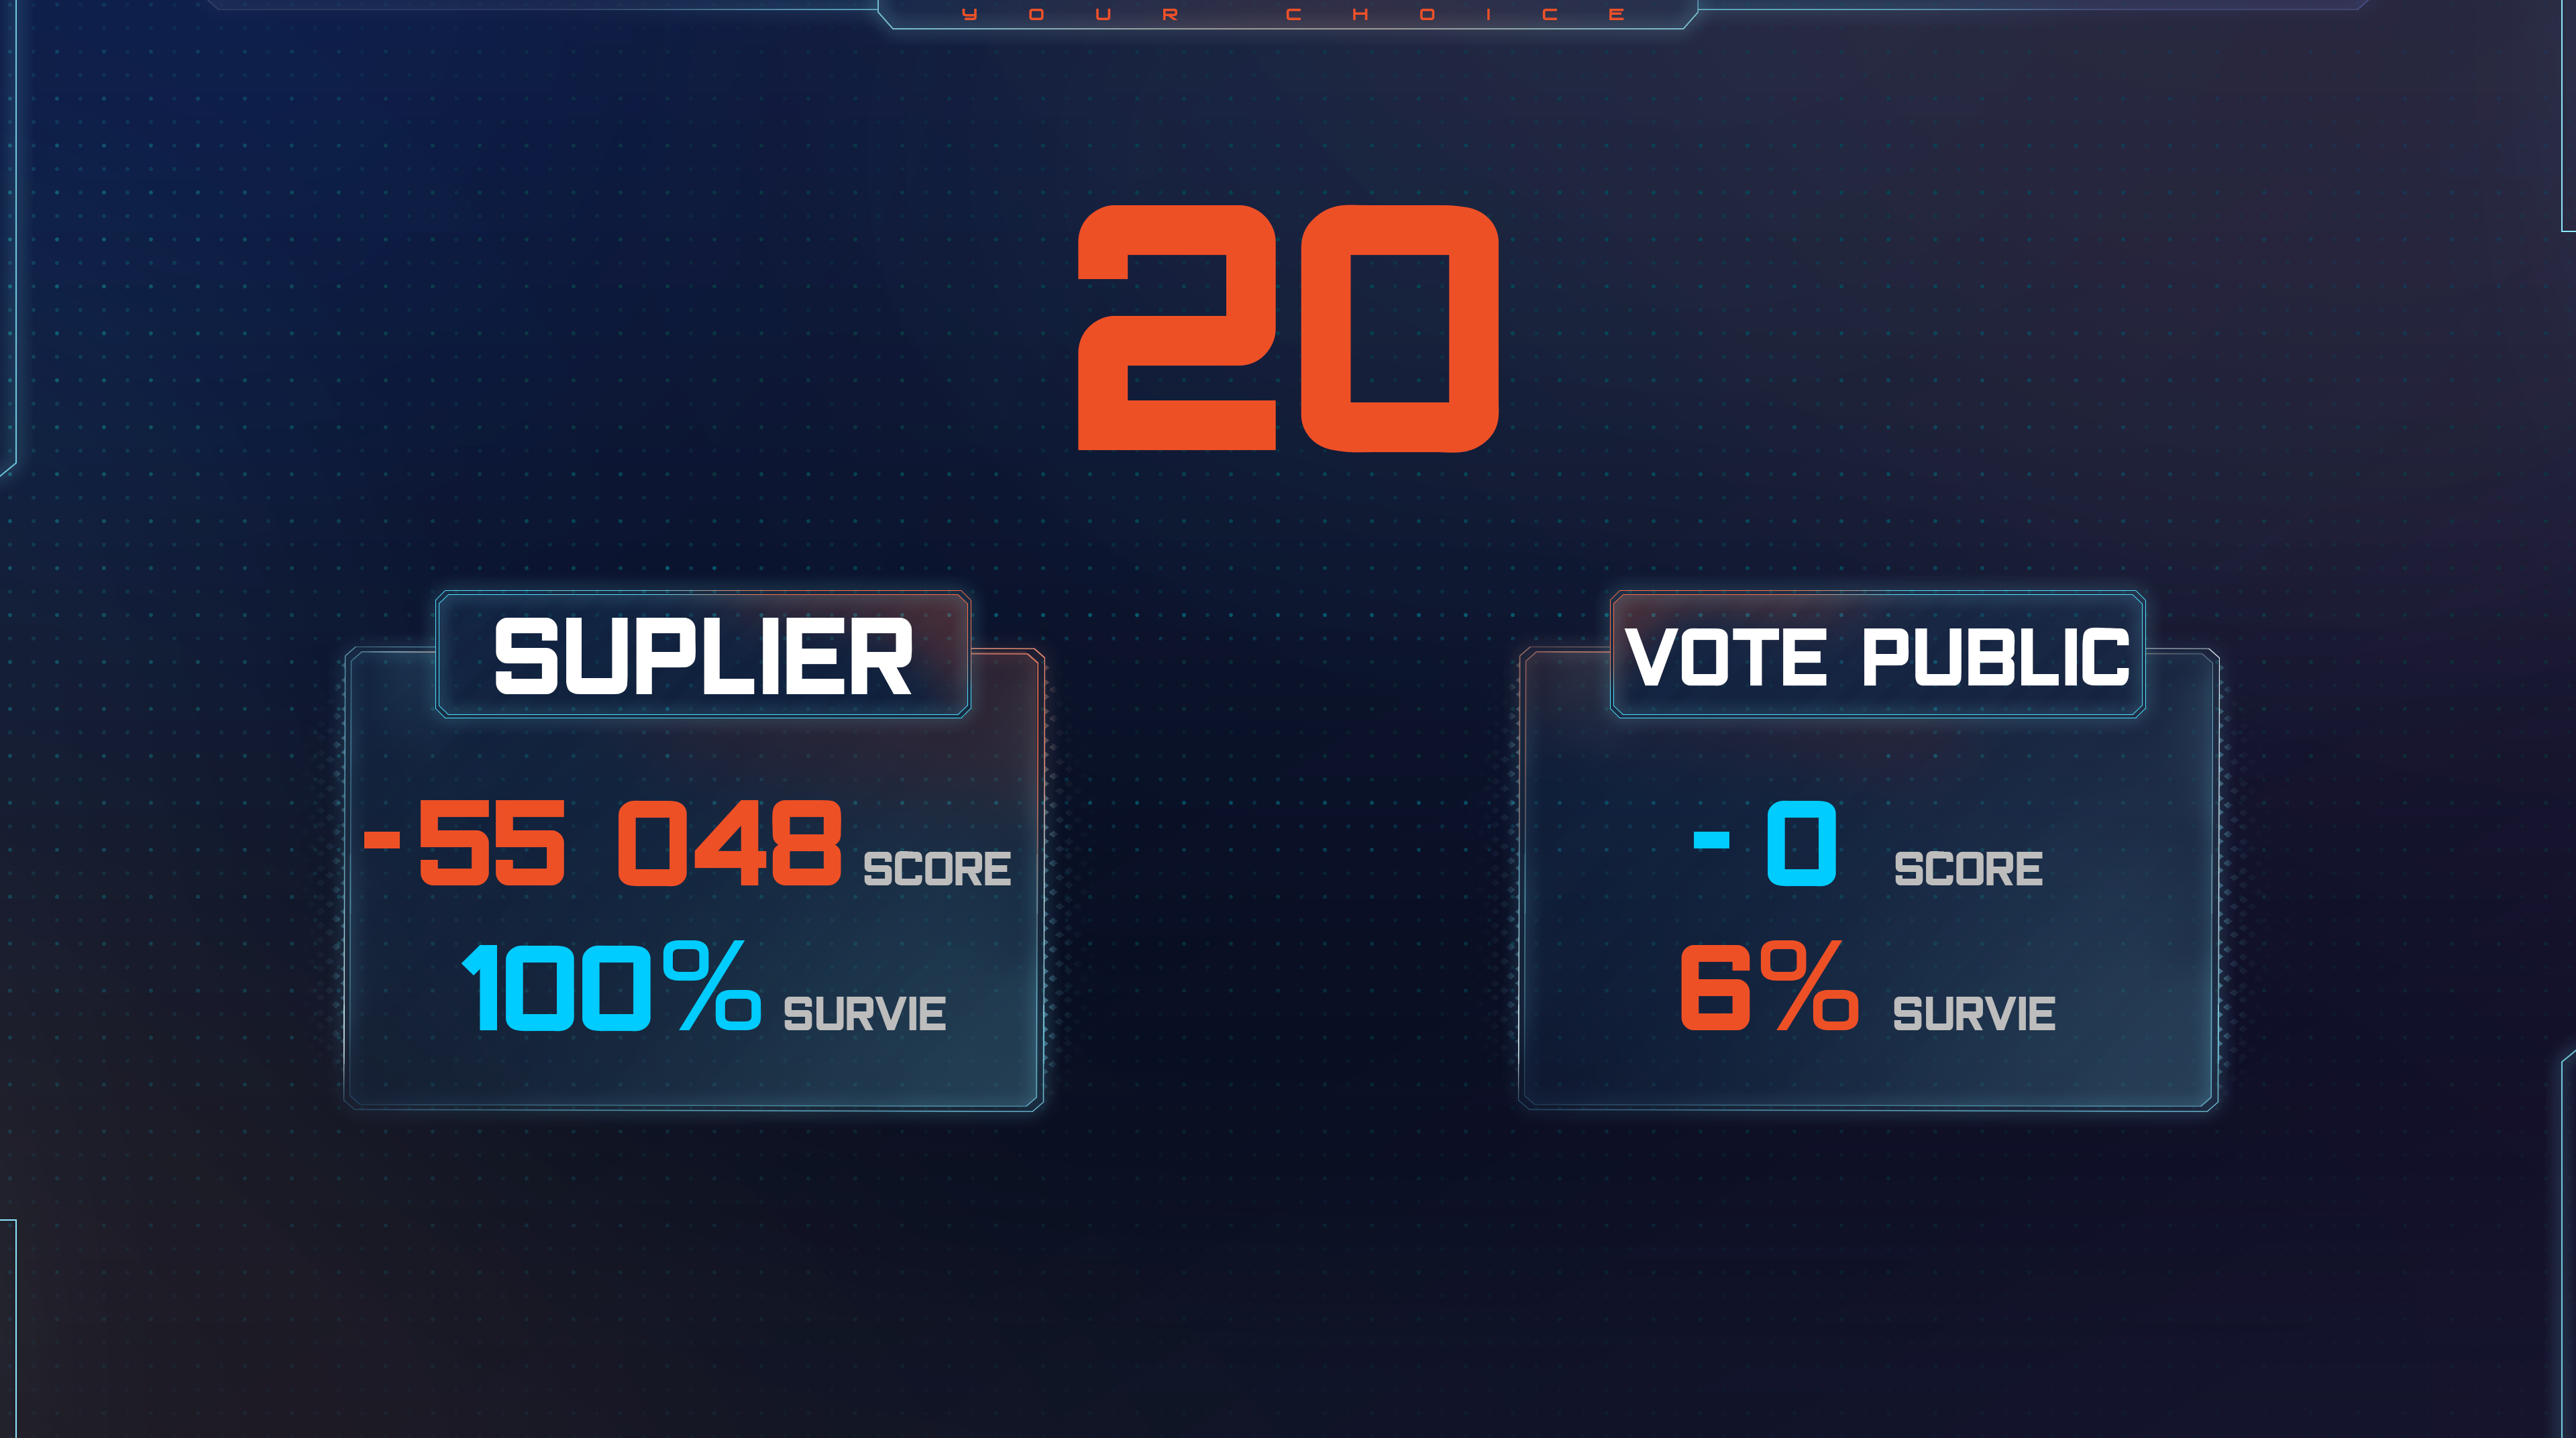 YOUR CHOICE
20
SUPLIER
VOTE PUBLIC
-55 048 SCORE
100% SURVIE
- 0 SCORE
6% SURVIE